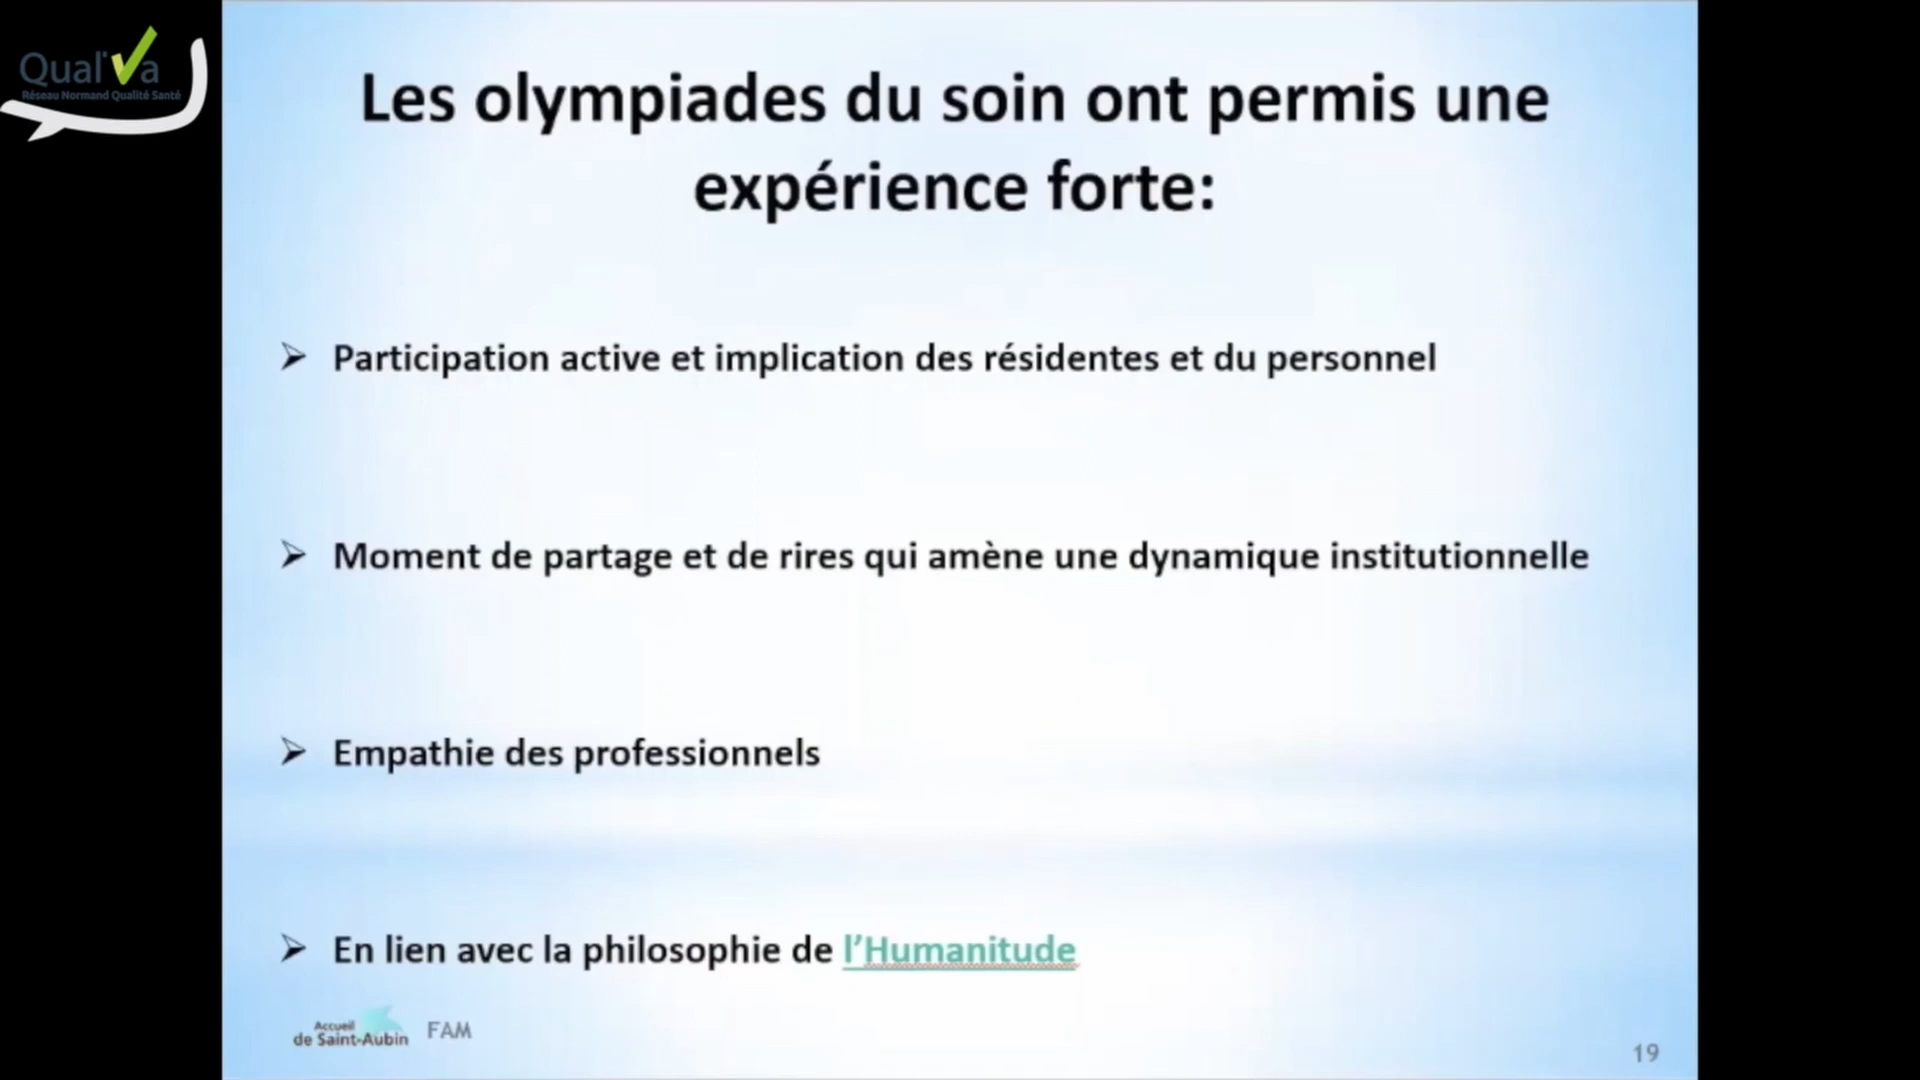 Qual'Va
Réseau Normand Qualité Santé
Les olympiades du soin ont permis une
expérience forte:
Participation active et implication des résidentes et du personnel
Moment de partage et de rires qui amène une dynamique institutionnelle
Empathie des professionnels
En lien avec la philosophie de l’Humanitude
Accueil
de Saint-Aubin
FAM
19